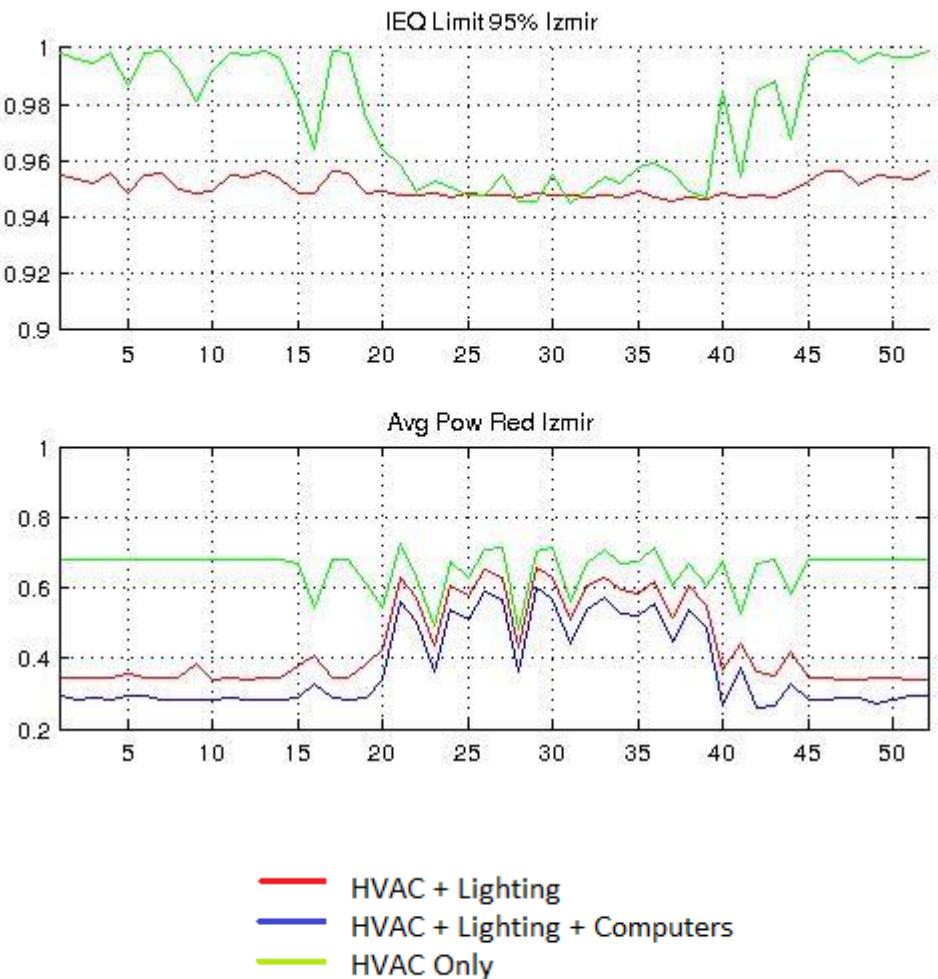 IEQ Limit 95% Izmir
1
0.98
0.96
0.94
0.92
0.9
5 10 15 20 25 30 35 40 45 50
Avg Pow Red Izmir
1
0.8
0.6
0.4
0.2
5 10 15 20 25 30 35 40 45 50
HVAC + Lighting
HVAC + Lighting + Computers
HVAC Only